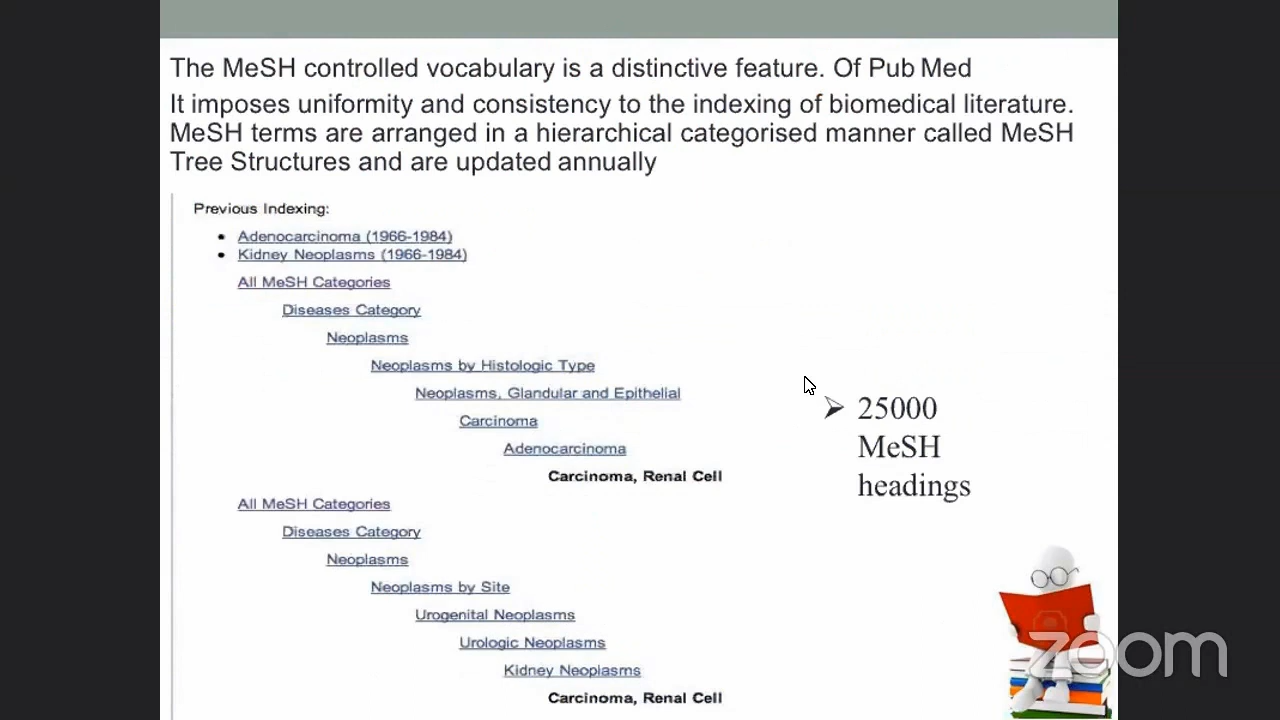 The MeSH controlled vocabulary is a distinctive feature. Of Pub Med
It imposes uniformity and consistency to the indexing of biomedical literature.
MeSH terms are arranged in a hierarchical categorised manner called MeSH
Tree Structures and are updated annually
Previous Indexing:
• Adenocarcinoma (1966-1984)
• Kidney Neoplasms (1966-1984)
All MeSH Categories
Diseases Category
Neoplasms
Neoplasms by Histologic Type
Neoplasms, Glandular and Epithelial
Carcinoma
Adenocarcinoma
Carcinoma, Renal Cell
All MeSH Categories
Diseases Category
Neoplasms
Neoplasms by Site
Urogenital Neoplasms
Urologic Neoplasms
Kidney Neoplasms
Carcinoma, Renal Cell
➢ 25000
MeSH
headings
zoom